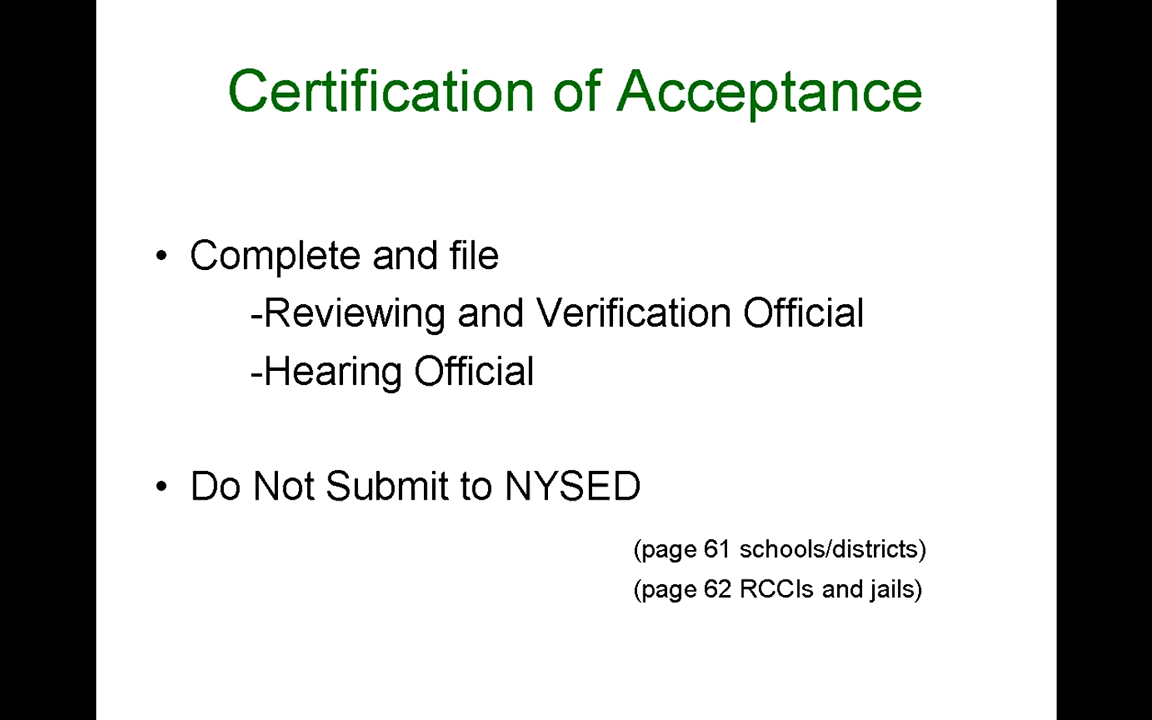 Certification of Acceptance
• Complete and file
-Reviewing and Verification Official
-Hearing Official
• Do Not Submit to NYSED
(page 61 schools/districts)
(page 62 RCCIs and jails)